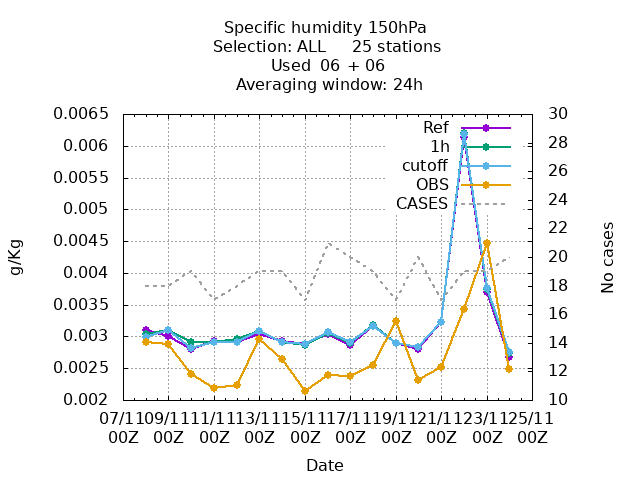 Specific humidity 150hPa
Selection: ALL 25 stations
Used 06 + 06
Averaging window: 24h
g/Kg
0.0065
0.006
0.0055
0.005
0.0045
0.004
0.0035
0.003
0.0025
0.002
Ref
1h
cutoff
OBS
CASES
30
28
26
24
22
20
18
16
14
12
10
No cases
07/11 09/11 11/11 13/11 15/11 17/11 19/11 21/11 23/11 25/11
00Z 00Z 00Z 00Z 00Z 00Z 00Z 00Z 00Z 00Z
Date